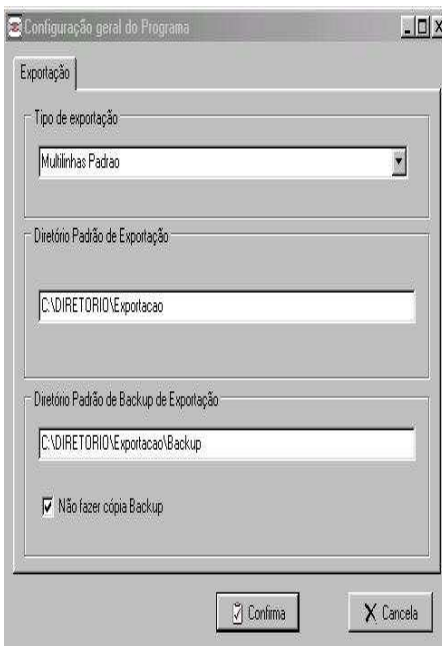 Configuração geral do Programa
Exportação
Tipo de exportação
Multilinhas Padrao
Diretório Padrão de Exportação
C:\DIRETORIO\Exportacao
Diretório Padrão de Backup de Exportação
C:\DIRETORIO\Exportacao\Backup
Não fazer cópia Backup
Confirma
Cancela